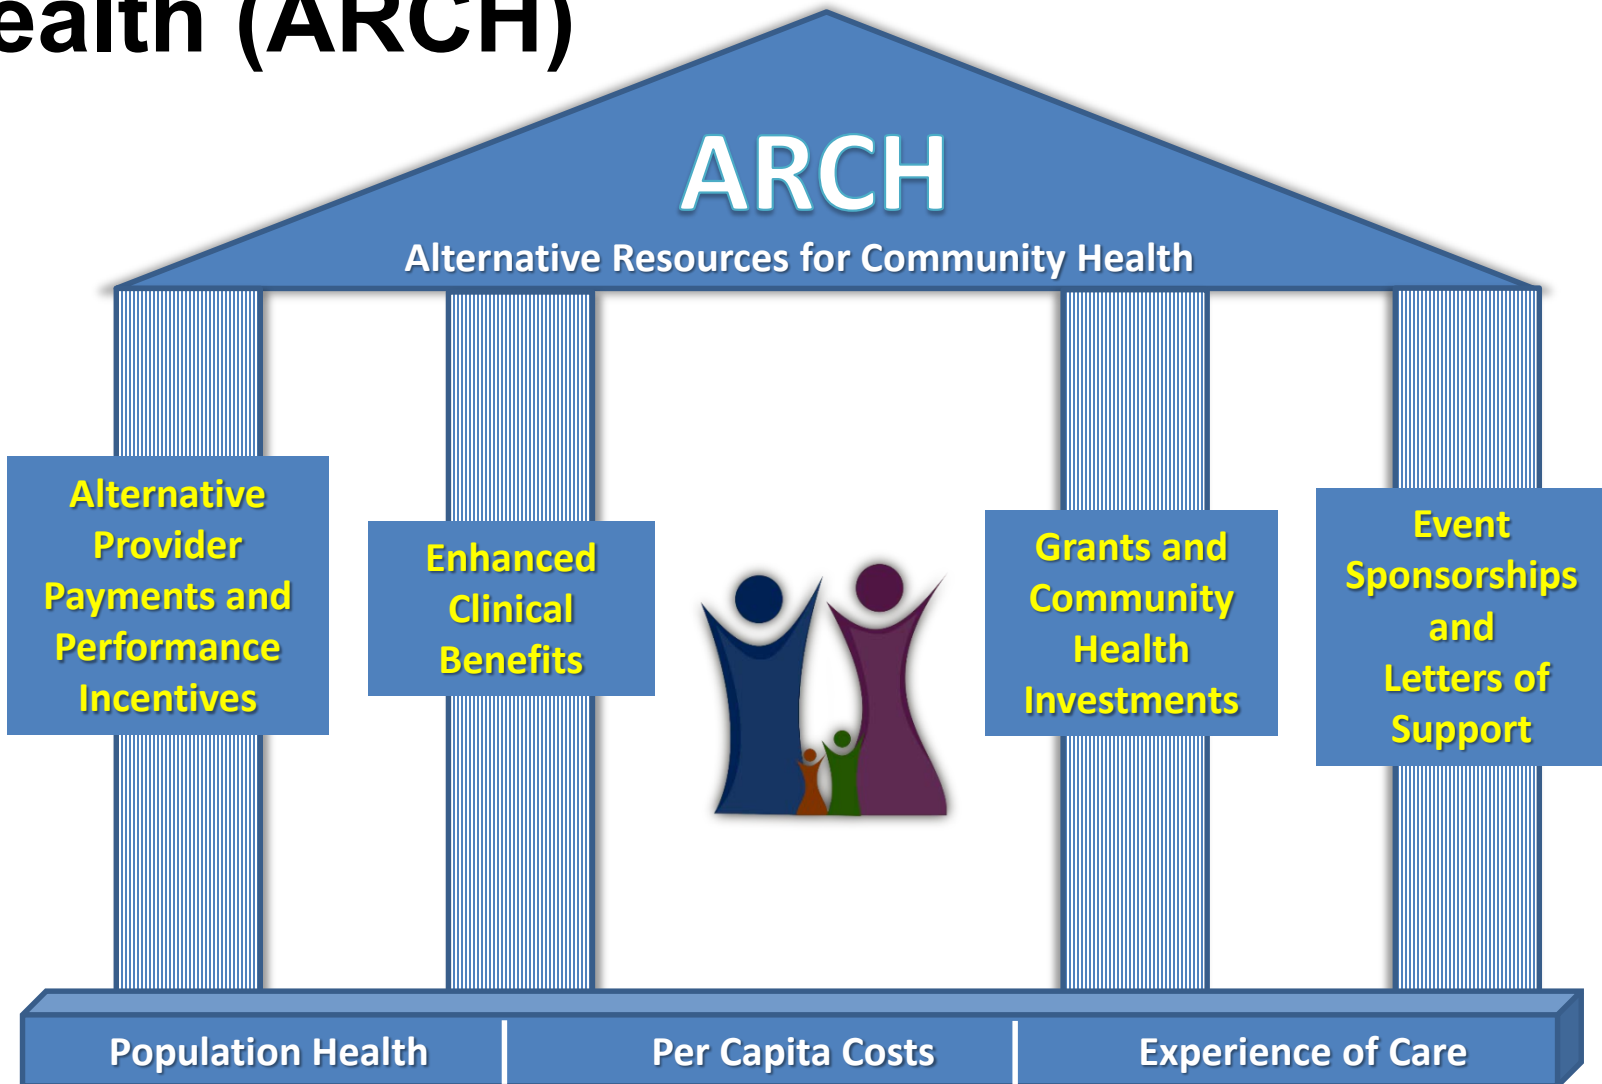 ealth (ARCH)
ARCH
Alternative Resources for Community Health
Alternative
Provider
Payments and
Performance
Incentives
Enhanced
Clinical
Benefits
Grants and
Community
Health
Investments
Event
Sponsorships
and
Letters of
Support
Population Health
Per Capita Costs
Experience of Care